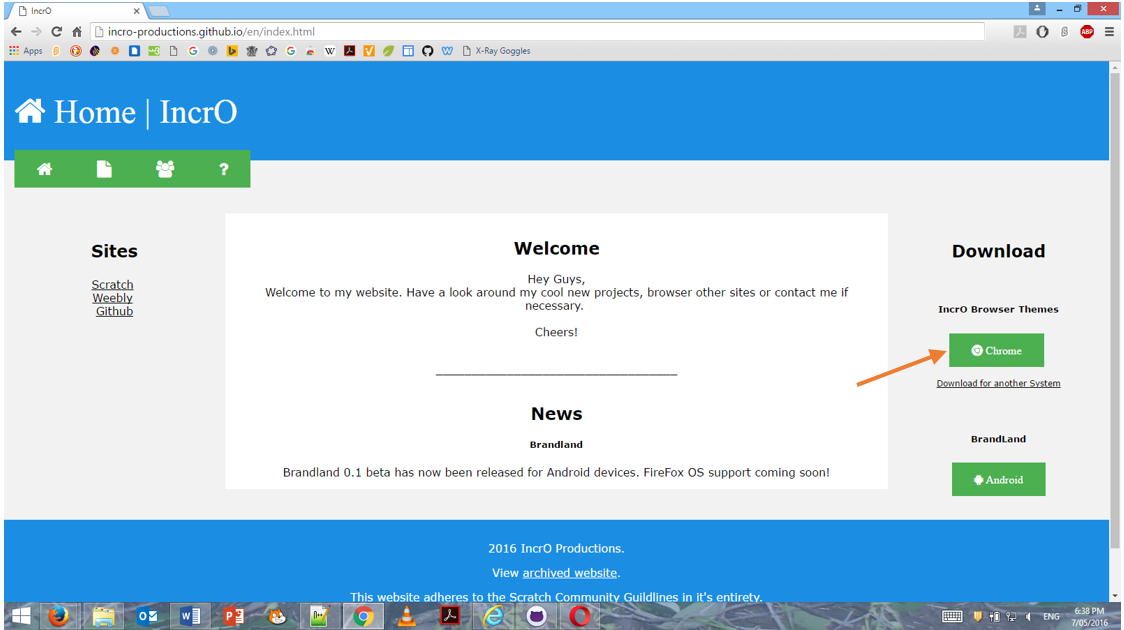 IncrO
incro-productions.github.io/en/index.html
ABP
Apps
X-Ray Goggles
Home | IncrO
?
Sites
Scratch
Weebly
Github
Welcome
Hey Guys,
Welcome to my website. Have a look around my cool new projects, browser other sites or contact me if
necessary.
Cheers!
News
Brandland
Brandland 0.1 beta has now been released for Android devices. FireFox OS support coming soon!
Download
IncrO Browser Themes
Chrome
Download for another System
BrandLand
Android
2016 IncrO Productions.
View archived website.
This website adheres to the Scratch Community Guildlines in it's entirety.
ENG
6:38 PM
7/05/2016